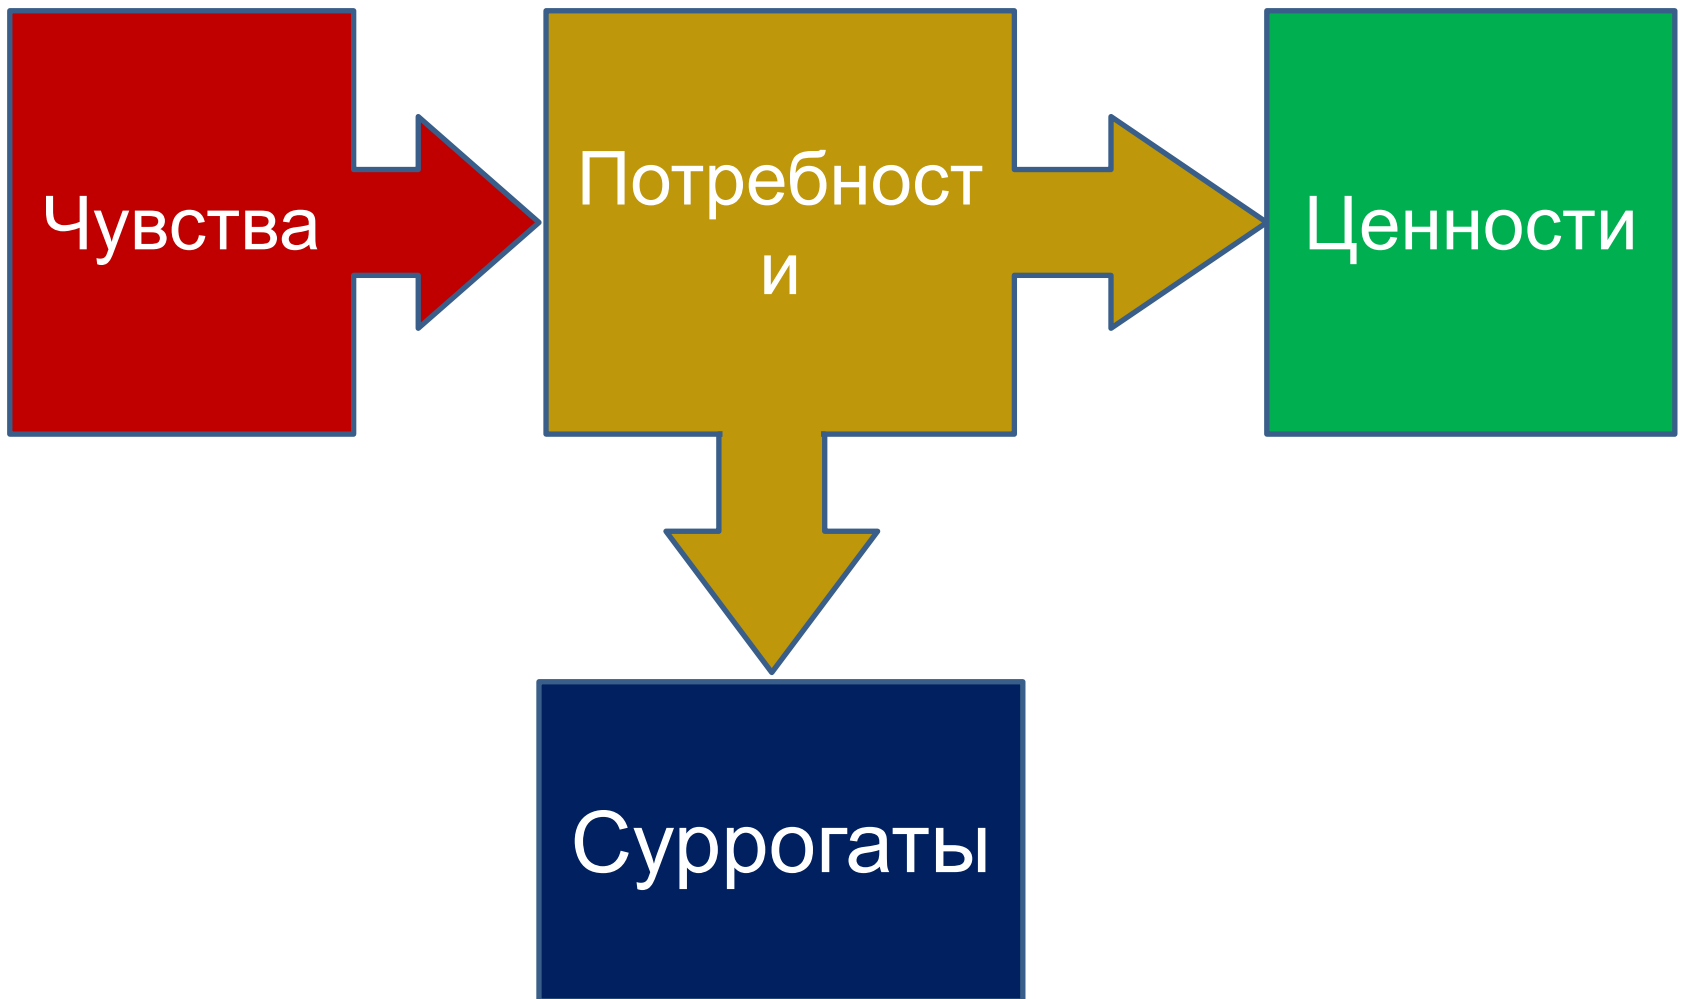 Чувства
Потребност
и
Ценности
Суррогаты